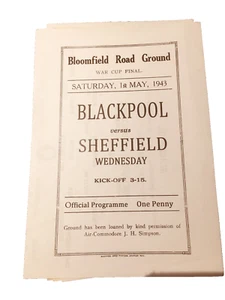 Bloomfield Road Ground
WAR CUP FINAL
SATURDAY, 1st MAY, 1943
BLACKPOOL
versus
SHEFFIELD
WEDNESDAY
KICK-OFF 3-15.
Official Programme One Penny
Ground has been loaned by kind permission of
Air-Commodore J. H. Simpson.